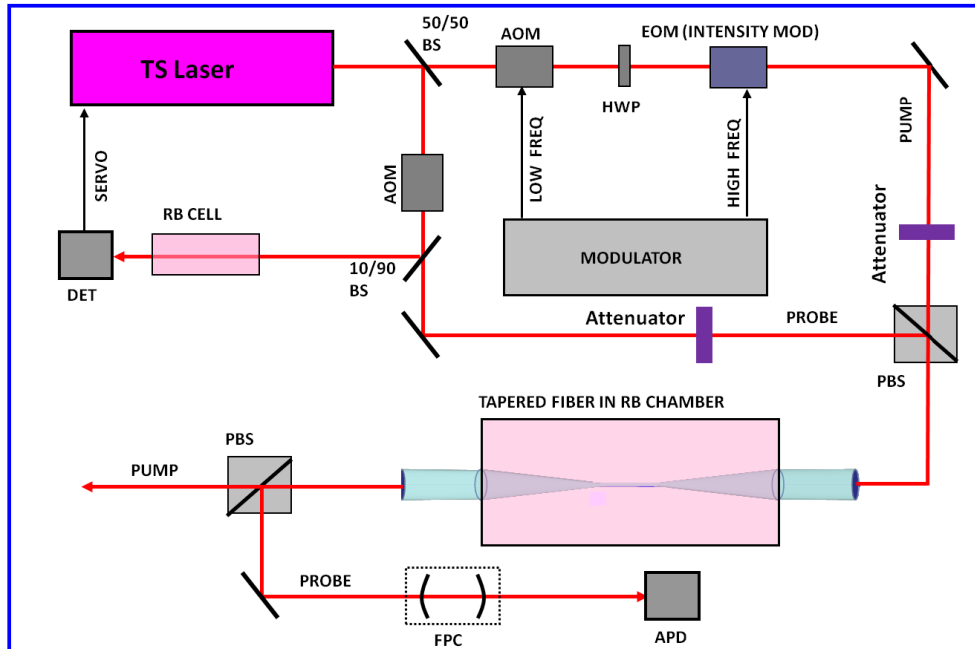 50/50
BS
AOM
EOM (INTENSITY MOD)
TS Laser
HWP
PUMP
SERVO
AOM
LOW FREQ
HIGH FREQ
RB CELL
MODULATOR
Attenuator
DET
10/90
BS
Attenuator
PROBE
PBS
TAPERED FIBER IN RB CHAMBER
PBS
PUMP
PROBE
FPC
APD